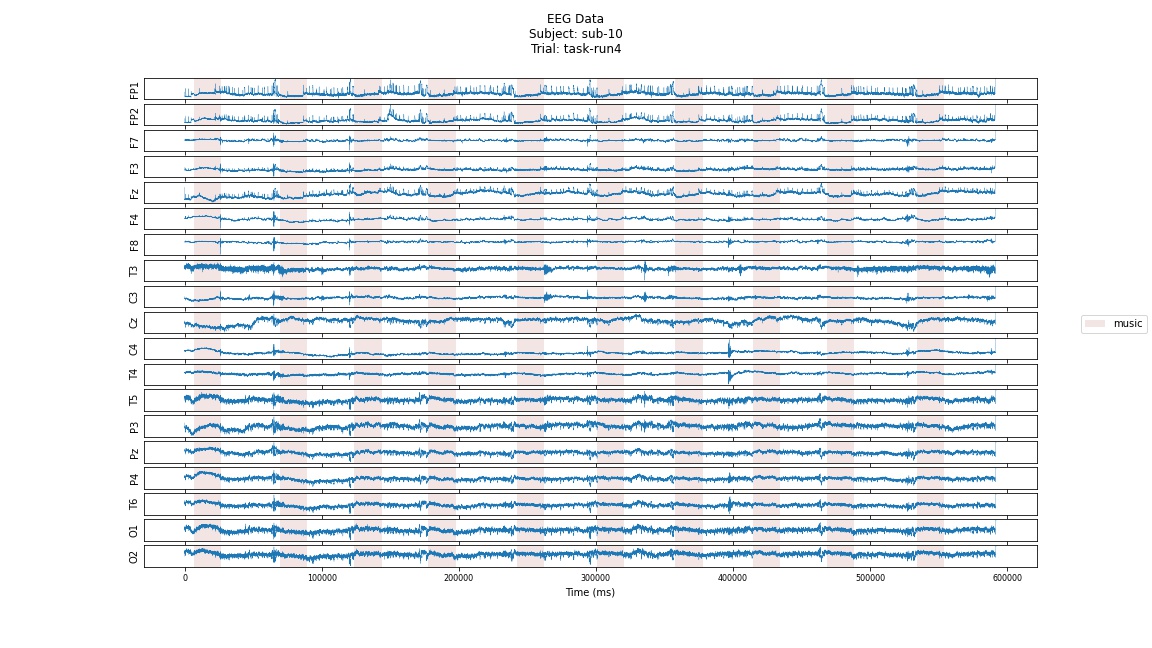 EEG Data
Subject: sub-10
Trial: task-run4
FP1
FP2
F7
F3
Fz
F4
F8
T3
C3
Cz
C4
T4
T5
P3
Pz
P4
T6
O1
O2
music
0 100000 200000 300000 400000 500000 600000
Time (ms)